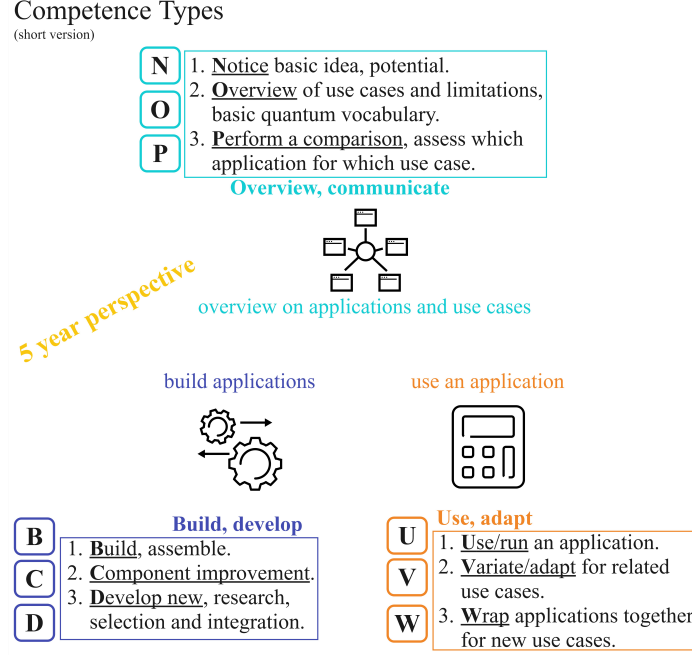 Competence Types
(short version)
N
O
P
1. Notice basic idea, potential.
2. Overview of use cases and limitations,
basic quantum vocabulary.
3. Perform a comparison, assess which
application for which use case.
Overview, communicate
5 year perspective
overview on applications and use cases
build applications
use an application
Build, develop
B
C
D
1. Build, assemble.
2. Component improvement.
3. Develop new, research,
selection and integration.
Use, adapt
U
V
W
1. Use/run an application.
2. Variate/adapt for related
use cases.
3. Wrap applications together
for new use cases.